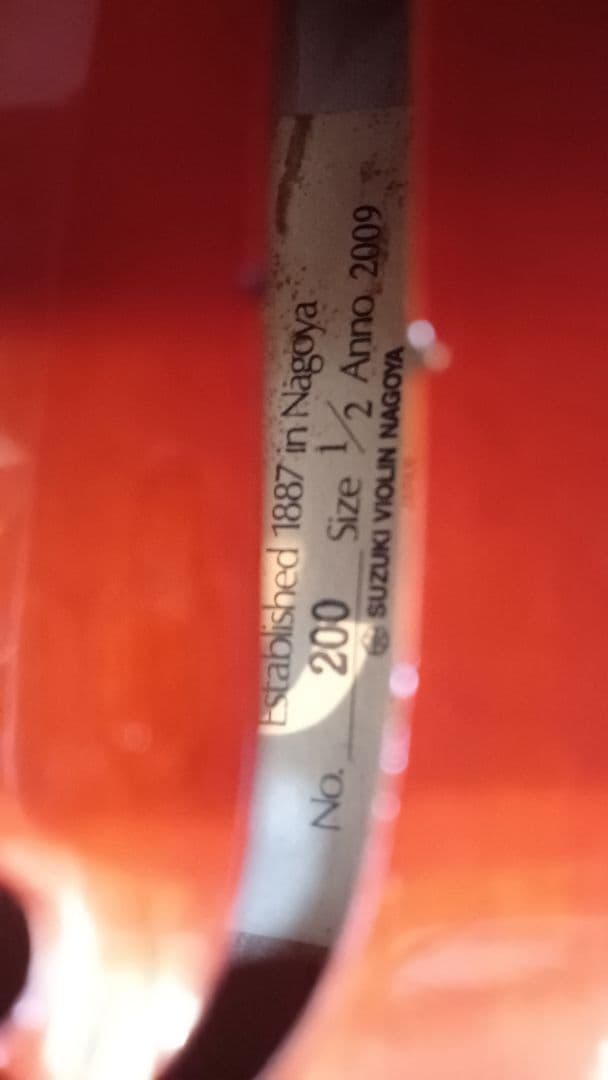 Established 1887 in Nagoya
No. 200 Size 1/2 Anno 2009
SUZUKI VIOLIN NAGOYA